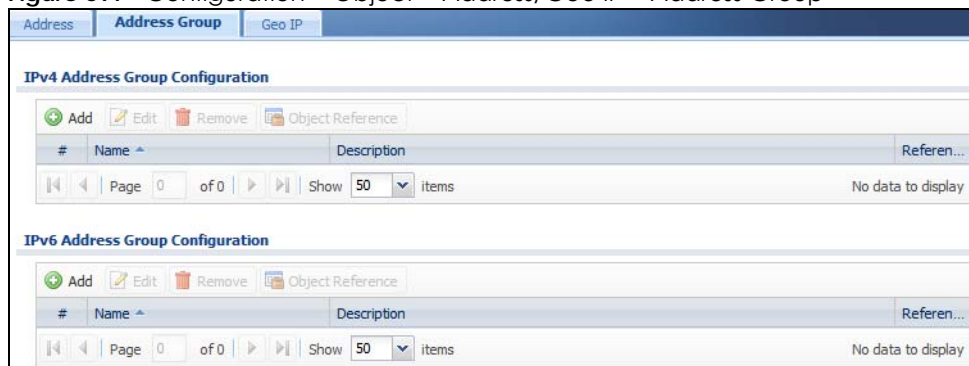 Address Address Group Geo IP
IPv4 Address Group Configuration
Add Edit Remove Object Reference
# Name Description Referen...
Page 0 of 0 Show 50 items No data to display
IPv6 Address Group Configuration
Add Edit Remove Object Reference
# Name Description Referen...
Page 0 of 0 Show 50 items No data to display